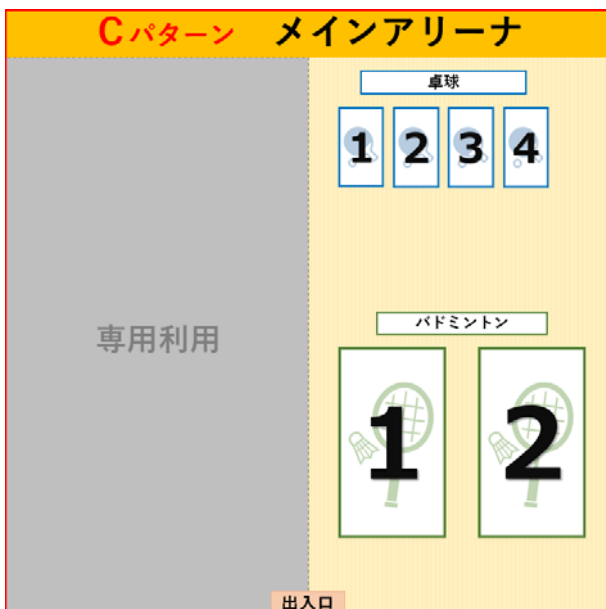 Cパターン メインアリーナ
卓球
1 2 3 4
専用利用
バドミントン
1 2
出入口